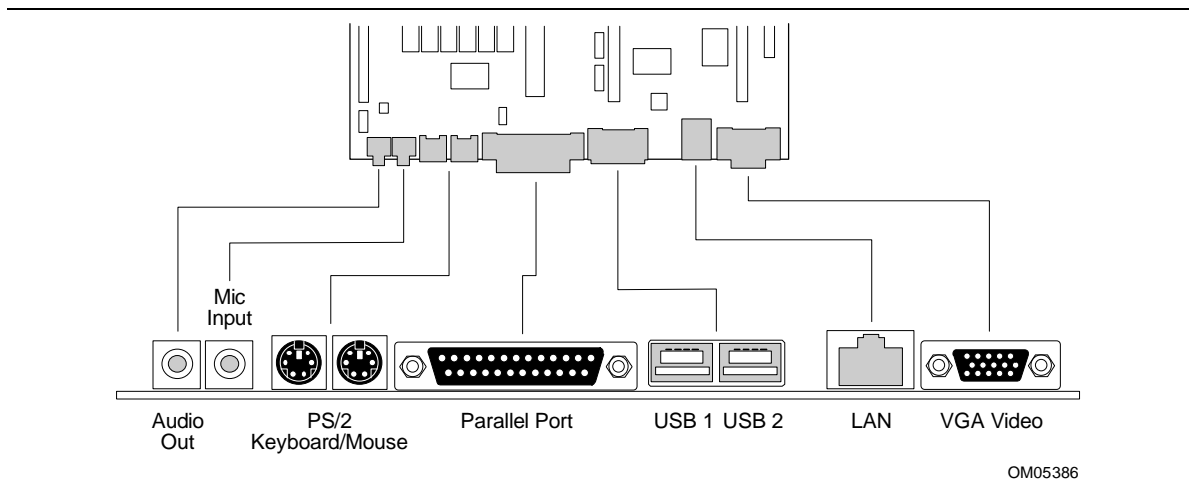 Mic
Input
Audio
Out
PS/2
Keyboard/Mouse
Parallel Port
USB 1 USB 2
LAN
VGA Video
OM05386